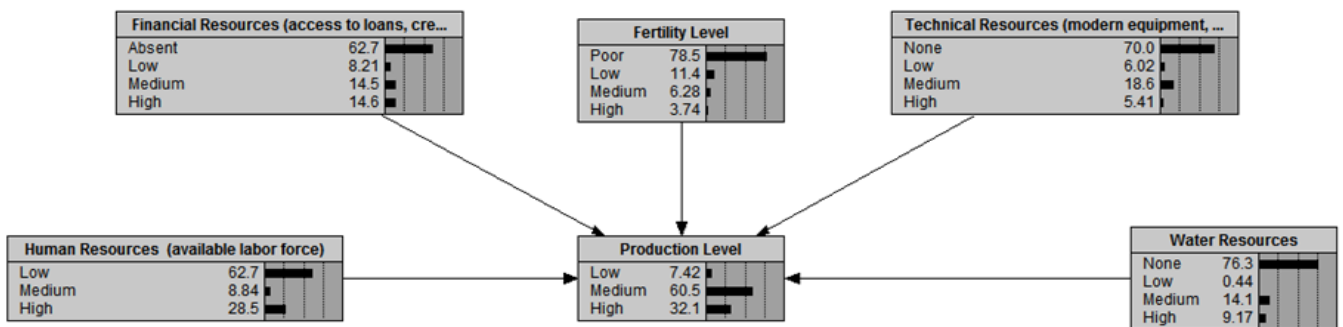 Financial Resources (access to loans, cre...
Absent 62.7
Low 8.21
Medium 14.5
High 14.6
Fertility Level
Poor 78.5
Low 11.4
Medium 6.28
High 3.74
Technical Resources (modern equipment, ...
None 70.0
Low 6.02
Medium 18.6
High 5.41
Human Resources (available labor force)
Low 62.7
Medium 8.84
High 28.5
Production Level
Low 7.42
Medium 60.5
High 32.1
Water Resources
None 76.3
Low 0.44
Medium 14.1
High 9.17